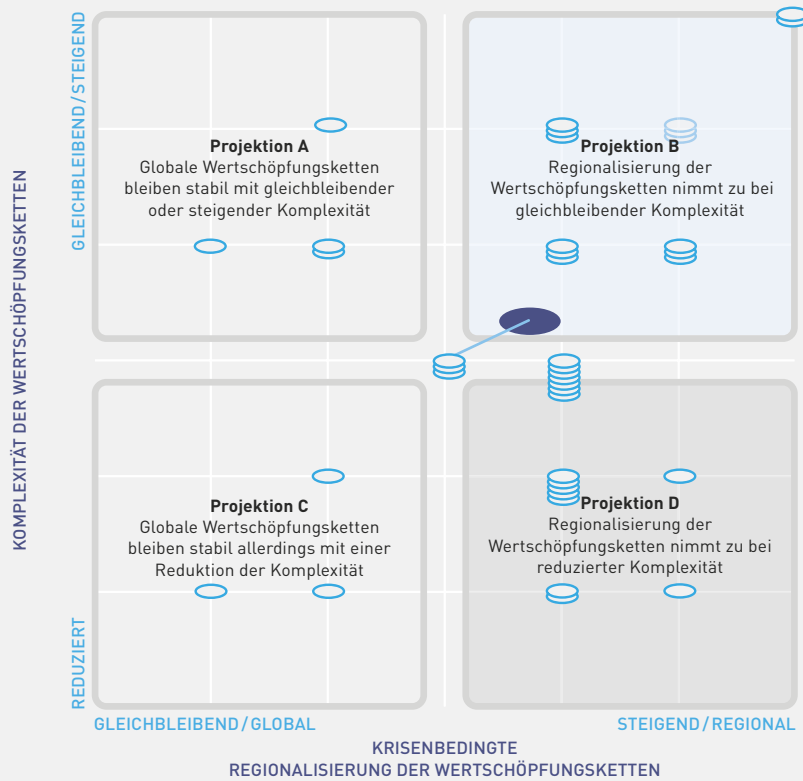 KOMPLEXITÄT DER WERTSCHÖPFUNGSKETTEN
GLEICHBLEIBEND/STEIGEND
REDUZIERT
Projektion A
Globale Wertschöpfungsketten
bleiben stabil mit gleichbleibender
oder steigender Komplexität
Projektion B
Regionalisierung der
Wertschöpfungsketten nimmt zu bei
gleichbleibender Komplexität
Projektion C
Globale Wertschöpfungsketten
bleiben stabil allerdings mit einer
Reduktion der Komplexität
Projektion D
Regionalisierung der
Wertschöpfungsketten nimmt zu bei
reduzierter Komplexität
GLEICHBLEIBEND/GLOBAL
STEIGEND/REGIONAL
KRISENBEDINGTE
REGIONALISIERUNG DER WERTSCHÖPFUNGSKETTEN